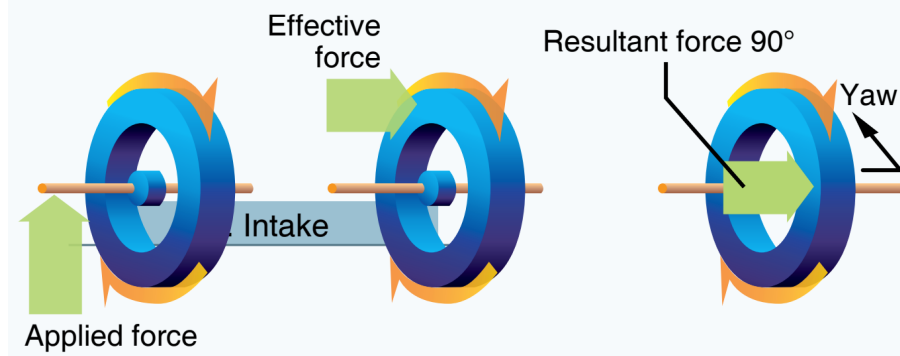 Effective
force
Resultant force 90°
Yaw
. Intake
Applied force